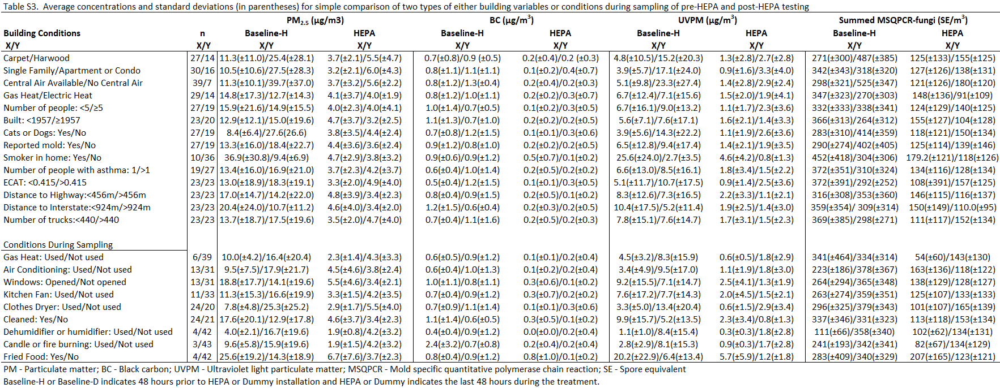 Table S3. Average concentrations and standard deviations (in parentheses) for simple comparison of two types of either building variables or conditions during sampling of pre-HEPA and post-HEPA testing
PM2.5 (µg/m3) BC (µg/m³) UVPM (µg/m³) Summed MSQPCR-fungi (SE/m³)
Building Conditions n Baseline-H HEPA Baseline-H HEPA Baseline-H HEPA Baseline-H HEPA
X/Y X/Y X/Y X/Y X/Y X/Y X/Y X/Y X/Y X/Y
Carpet/Harwood 27/14 11.3(±11.0)/25.4(±28.1) 3.7(±2.1)/5.5(±4.7) 0.7(±0.8)/0.9 (±0.5) 0.2(±0.4)/0.2 (±0.3) 4.8(±10.5)/15.2(±20.3) 1.3(±2.8)/2.7(±2.8) 271(±300)/487(±385) 125(±133)/155(±125)
Single Family/Apartment or Condo 30/16 10.5(±10.6)/27.5(±28.3) 3.2(±2.1)/6.0(±4.3) 0.8(±1.1)/1.1(±1.1) 0.1(±0.2)/0.4(±0.7) 3.9(±5.7)/17.1(±24.0) 0.9(±1.6)/3.3(±4.0) 342(±343)/318(±320) 127(±126)/138(±131)
Central Air Available/No Central Air 39/7 11.3(±10.1)/39.7(±37.0) 3.7(±3.2)/5.6(±2.2) 0.8(±1.2)/1.3(±0.4) 0.2(±0.4)/0.2(±0.3) 5.1(±9.8)/23.3(±27.4) 1.4(±2.8)/2.9(±2.4) 298(±321)/525(±347) 121(±126)/180(±120)
Gas Heat/Electric Heat 29/14 14.8(±17.3)/12.7(±14.3) 4.1(±3.7)/4.0(±1.9) 0.8(±1.2)/1.0(±1.1) 0.2(±0.2)/0.3(±0.7) 6.7(±12.4)/7.1(±15.6) 1.5(±2.0)/1.9(±4.1) 347(±323)/270(±303) 148(±136)/91(±109)
Number of people: <5/≥5 27/19 15.9(±21.6)/14.9(±15.5) 4.0(±2.3)/4.0(±4.1) 1.0(±1.4)/0.7(±0.5) 0.1(±0.2)/0.3(±0.5) 6.7(±16.1)/9.0(±13.2) 1.1(±1.7)/2.3(±3.6) 332(±333)/338(±341) 124(±129)/140(±125)
Built: <1957/≥1957 23/20 12.9(±12.1)/15.0(±19.6) 4.7(±3.7)/3.2(±2.5) 1.1(±1.3)/0.7(±1.0) 0.2(±0.2)/0.2(±0.5) 5.6(±7.1)/7.6(±17.1) 1.6(±2.1)/1.4(±3.3) 366(±313)/264(±312) 155(±127)/104(±128)
Cats or Dogs: Yes/No 27/19 8.4(±6.4)/27.6(26.6) 3.8(±3.5)/4.4(±2.4) 0.7(±0.8)/1.2(±1.5) 0.1(±0.1)/0.3(±0.6) 3.9(±5.6)/14.3(±22.2) 1.1(±1.9)/2.6(±3.6) 283(±310)/414(±359) 118(±121)/150(±134)
Reported mold: Yes/No 27/19 13.3(±16.0)/18.4(±22.7) 4.4(±3.6)/3.6(±2.4) 0.9(±1.2)/0.8(±1.0) 0.2(±0.2)/0.2(±0.5) 6.5(±12.8)/9.4(±17.4) 1.4(±2.1)/1.9(±3.5) 290(±274)/402(±405) 125(±114)/139(±146)
Smoker in home: Yes/No 10/36 36.9(±30.8)/9.4(±6.9) 4.7(±2.9)/3.8(±3.2) 0.9(±0.6)/0.9(±1.2) 0.5(±0.7)/0.1(±0.2) 25.6(±24.0)/2.7(±3.5) 4.6(±4.2)/0.8(±1.3) 452(±418)/304(±306) 179.2(±121)/118(±126)
Number of people with asthma: 1/>1 19/27 13.4(±16.0)/16.9(±21.0) 3.7(±2.3)/4.2(±3.7) 0.6(±0.4)/1.0(±1.4) 0.2(±0.5)/0.2(±0.2) 6.6(±13.0)/8.5(±16.1) 1.8(±3.4)/1.5(±2.2) 372(±351)/310(±324) 134(±116)/128(±134)
ECAT: <0.415/>0.415 23/23 13.0(±18.9)/18.3(±19.1) 3.3(±2.0)/4.9(±4.0) 0.5(±0.4)/1.2(±1.5) 0.1(±0.1)/0.3(±0.5) 5.1(±11.7)/10.7(±17.5) 0.9(±1.4)/2.5(±3.6) 372(±391)/292(±252) 108(±391)/157(±125)
Distance to Highway:<456m/>456m 23/23 17.0(±14.7)/14.2(±22.0) 4.8(±3.9)/3.4(±2.3) 0.8(±0.4)/0.9(±1.5) 0.2(±0.5)/0.2(±0.2) 8.3(±12.6)/7.3(±16.5) 2.2(±3.3)/1.1(±2.1) 316(±308)/353(±360) 146(±115)/116(±137)
Distance to Interstate:<924m/>924m 23/23 20.4(±24.0)/10.7(±11.2) 4.6(±4.0)/3.4(±2.0) 1.2(±1.5)/0.6(±0.4) 0.2(±0.3)/0.2(±0.5) 10.4(±17.5)/5.2(±11.4) 1.9(±2.5)/1.4(±3.0) 359(±354)/ 309(±314) 150(±149)/110.0(±95)
Number of trucks:<440/>440 23/23 13.7(±18.7)/17.5(±19.6) 3.5(±2.0)/4.7(±4.0) 0.7(±0.4)/1.1(±1.6) 0.2(±0.5)/0.2(±0.3) 7.8(±15.1)/7.6(±14.7) 1.7(±3.1)/1.5(±2.3) 369(±385)/298(±271) 111(±117)/152(±134)
Conditions During Sampling
Gas Heat: Used/Not used 6/39 10.0(±4.2)/16.4(±20.4) 2.3(±1.4)/4.3(±3.3) 0.6(±0.5)/0.9(±1.2) 0.1(±0.1)/0.2(±0.4) 4.5(±3.2)/8.3(±15.9) 0.6(±0.5)/1.8(±2.9) 341(±464)/334(±314) 54(±60)/143(±130)
Air Conditioning: Used/Not used 13/31 9.5(±7.5)/17.9(±21.7) 4.5(±4.6)/3.8(±2.4) 0.6(±0.4)/1.0(±1.3) 0.1(±0.2)/0.2(±0.4) 3.4(±4.9)/9.5(±17.0) 1.1(±1.9)/1.8(±3.0) 223(±186)/378(±367) 163(±136)/118(±122)
Windows: Opened/Not opened 13/31 18.8(±17.7)/14.1(±19.6) 5.5(±4.6)/3.4(±2.1) 1.0(±1.1)/0.8(±1.1) 0.3(±0.6)/0.1(±0.2) 9.2(±15.5)/7.1(±14.7) 2.5(±4.1)/1.3(±1.9) 264(±294)/365(±348) 138(±129)/128(±127)
Kitchen Fan: Used/Not used 11/33 11.3(±15.3)/16.6(±19.9) 3.3(±1.5)/4.2(±3.5) 0.7(±0.4)/0.9(±1.2) 0.3(±0.7)/0.2(±0.2) 7.6(±17.2)/7.7(±14.3) 2.0(±4.5)/1.5(±2.1) 263(±274)/359(±351) 125(±107)/133(±133)
Clothes Dryer: Used/Not used 24/20 7.8(±4.8)/25.3(±25.2) 2.9(±1.7)/5.5(±4.0) 0.7(±0.9)/1.1(±1.4) 0.1(±0.1)/0.3(±0.6) 3.3(±5.0)/13.4(±20.4) 0.6(±1.5)/2.9(±3.4) 296(±325)/379(±343) 101(±107)/165(±139)
Cleaned: Yes/No 24/21 17.6(±20.1)/12.9(±17.8) 4.6(±3.7)/3.4(±2.3) 1.1(±1.4)/0.6(±0.5) 0.3(±0.5)/0.1(±0.2) 9.9(±15.7)/5.2(±13.5) 2.3(±3.4)/0.8(±1.3) 337(±346)/331(±323) 113(±118)/153(±134)
Dehumidifier or humidifier: Used/Not used 4/42 4.0(±2.1)/16.7(±19.6) 1.9(±0.8)/4.2(±3.2) 0.4(±0.4)/0.9(±1.2) 0.0(±0.0)/0.2(±0.4) 1.1(±1.0)/8.4(±15.4) 0.3(±0.3)/1.8(±2.8) 111(±66)/358(±340) 102(±62)/134(±131)
Candle or fire burning: Used/Not used 3/43 9.6(±5.8)/15.9(±19.6) 1.9(±1.5)/4.2(±3.2) 2.4(±3.2)/0.7(±0.8) 0.2(±0.4)/0.2(±0.4) 2.8(±2.9)/8.1(±15.3) 0.9(±0.3)/1.7(±2.8) 241(±193)/342(±341) 82(±67)/134(±129)
Fried Food: Yes/No 4/42 25.6(±19.2)/14.3(±18.9) 6.7(±7.6)/3.7(±2.3) 0.8(±0.4)/0.9(±1.2) 0.8(±1.0)/0.1(±0.2) 20.2(±22.9)/6.4(±13.4) 5.7(±5.9)/1.2(±1.8) 283(±409)/340(±329) 207(±165)/123(±121)
PM - Particulate matter; BC - Black carbon; UVPM - Ultraviolet light particulate matter; MSQPCR - Mold specific quantitative polymerase chain reaction; SE - Spore equivalent
Baseline-H or Baseline-D indicates 48 hours prior to HEPA or Dummy installation and HEPA or Dummy indicates the last 48 hours during the treatment.